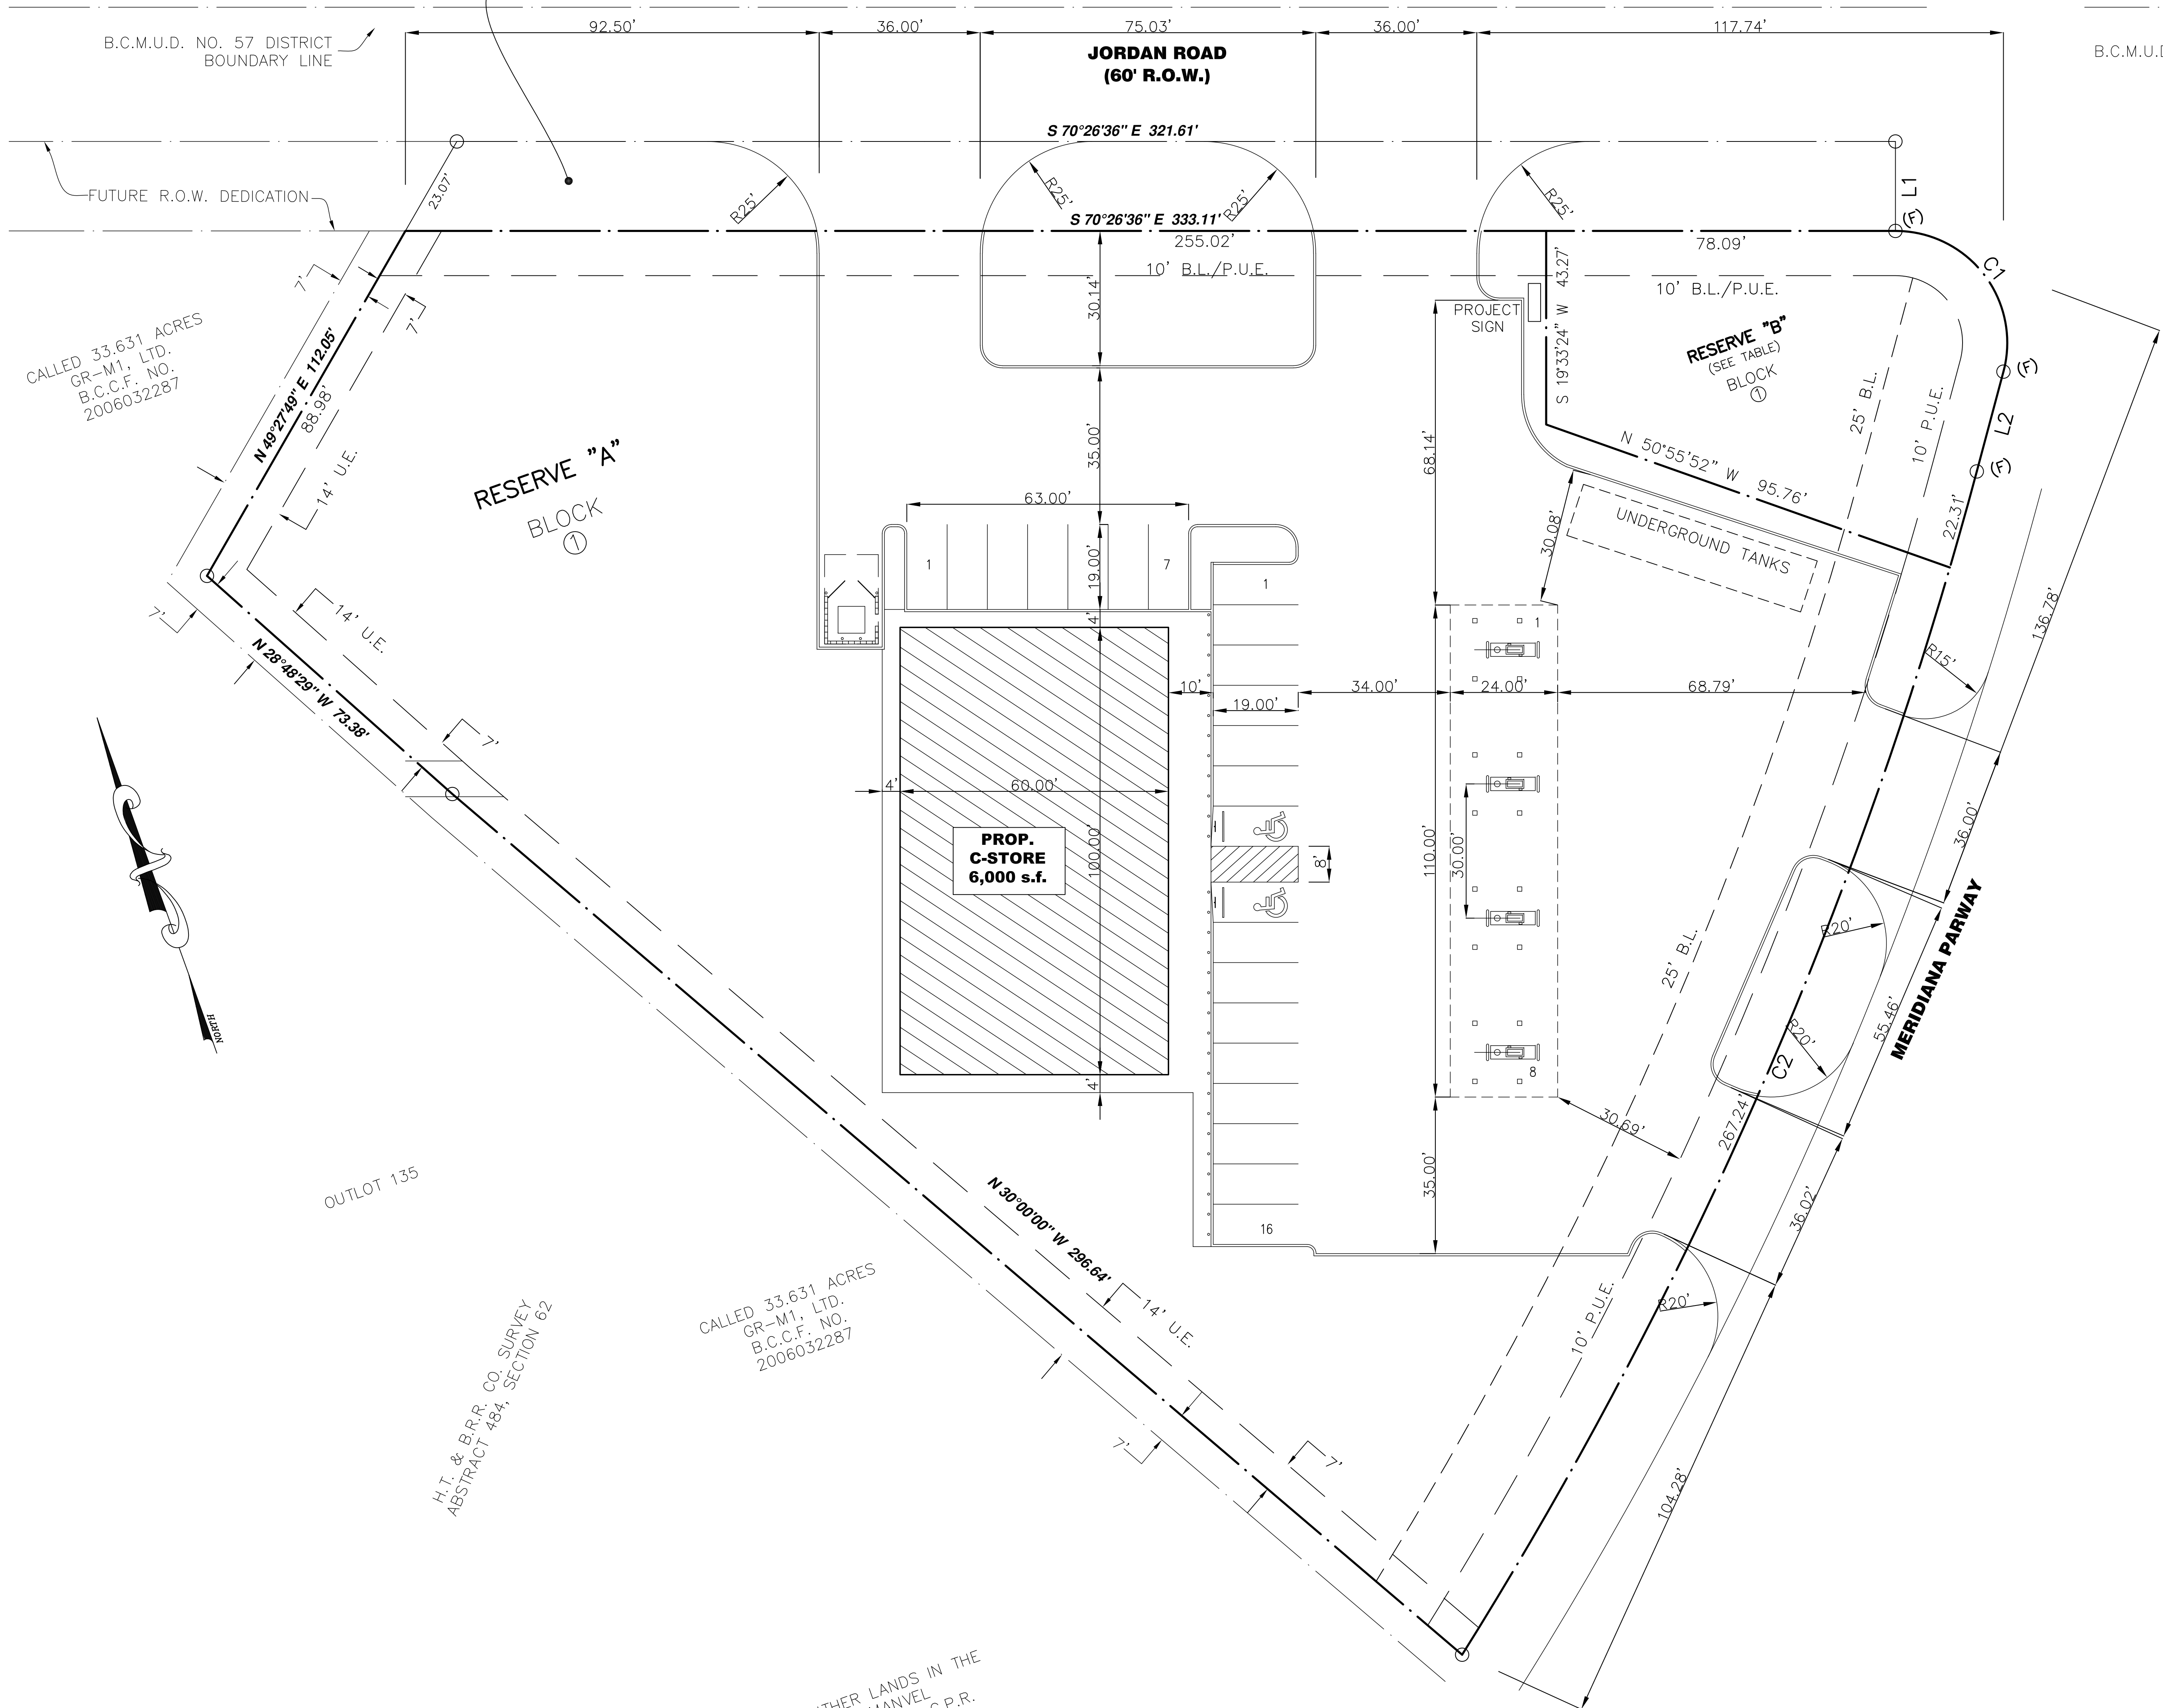 92.50'
36.00'
75.03'
36.00'
117.74'
B.C.M.U.D. NO. 57 DISTRICT
BOUNDARY LINE
JORDAN ROAD
(60' R.O.W.)
S 70°26'36" E  321.61'
FUTURE R.O.W. DEDICATION
23.07'
R25'
R25'
R25'
R25'
L1
(F)
S 70°26'36" E  333.11'
255.02'
78.09'
10' B.L./P.U.E.
10' B.L./P.U.E.
C1
7'
7'
30.14'
PROJECT
SIGN
S 19°33'24" W  43.27'
RESERVE "B"
(SEE TABLE)
BLOCK
1
25' B.L.
10' P.U.E.
(F)
L2
(F)
CALLED 33.631 ACRES
GR-M1, LTD.
B.C.C.F. NO.
2006032287
N 49°27'49" E 112.05'
88.98'
14' U.E.
RESERVE "A"
BLOCK
1
35.00'
68.14'
N 50°55'52" W  95.76'
22.31'
63.00'
1
7
19.00'
4'
1
30.08'
UNDERGROUND TANKS
136.78'
R15'
7'
14' U.E.
N 28°48'29" W  73.38'
7'
10'
19.00'
34.00'
24.00'
1
68.79'
4'
60.00'
PROP.
C-STORE
6,000 s.f.
100.00'
8'
110.00'
30.00'
36.00'
MERIDIANA PARWAY
R20'
55.46'
R20'
C2
25' B.L.
8
4'
30.69'
267.24'
NORTH
OUTLOT 135
35.00'
36.02'
16
N 30°00'00" W  296.64'
14' U.E.
R20'
10' P.U.E.
CALLED 33.631 ACRES
GR-M1, LTD.
B.C.C.F. NO.
2006032287
H.T. & B.R.R. CO. SURVEY
ABSTRACT 484, SECTION 62
7'
7'
104.28'
LANDS IN THE
B.C.M.U.D